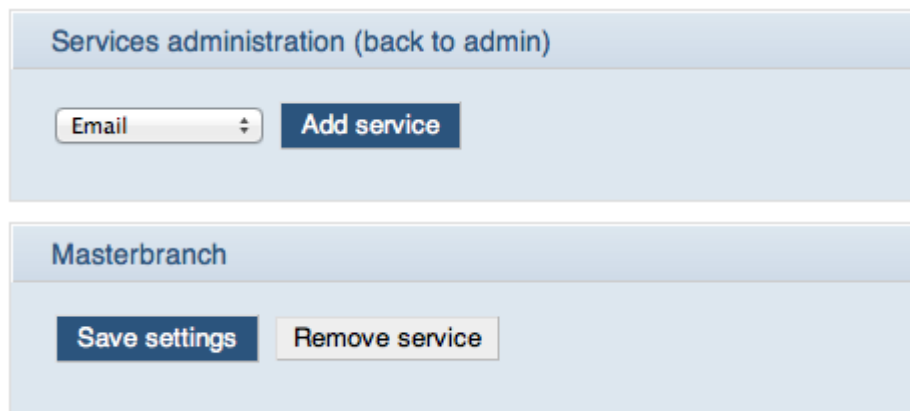 Services administration (back to admin)
Email Add service
Masterbranch
Save settings Remove service